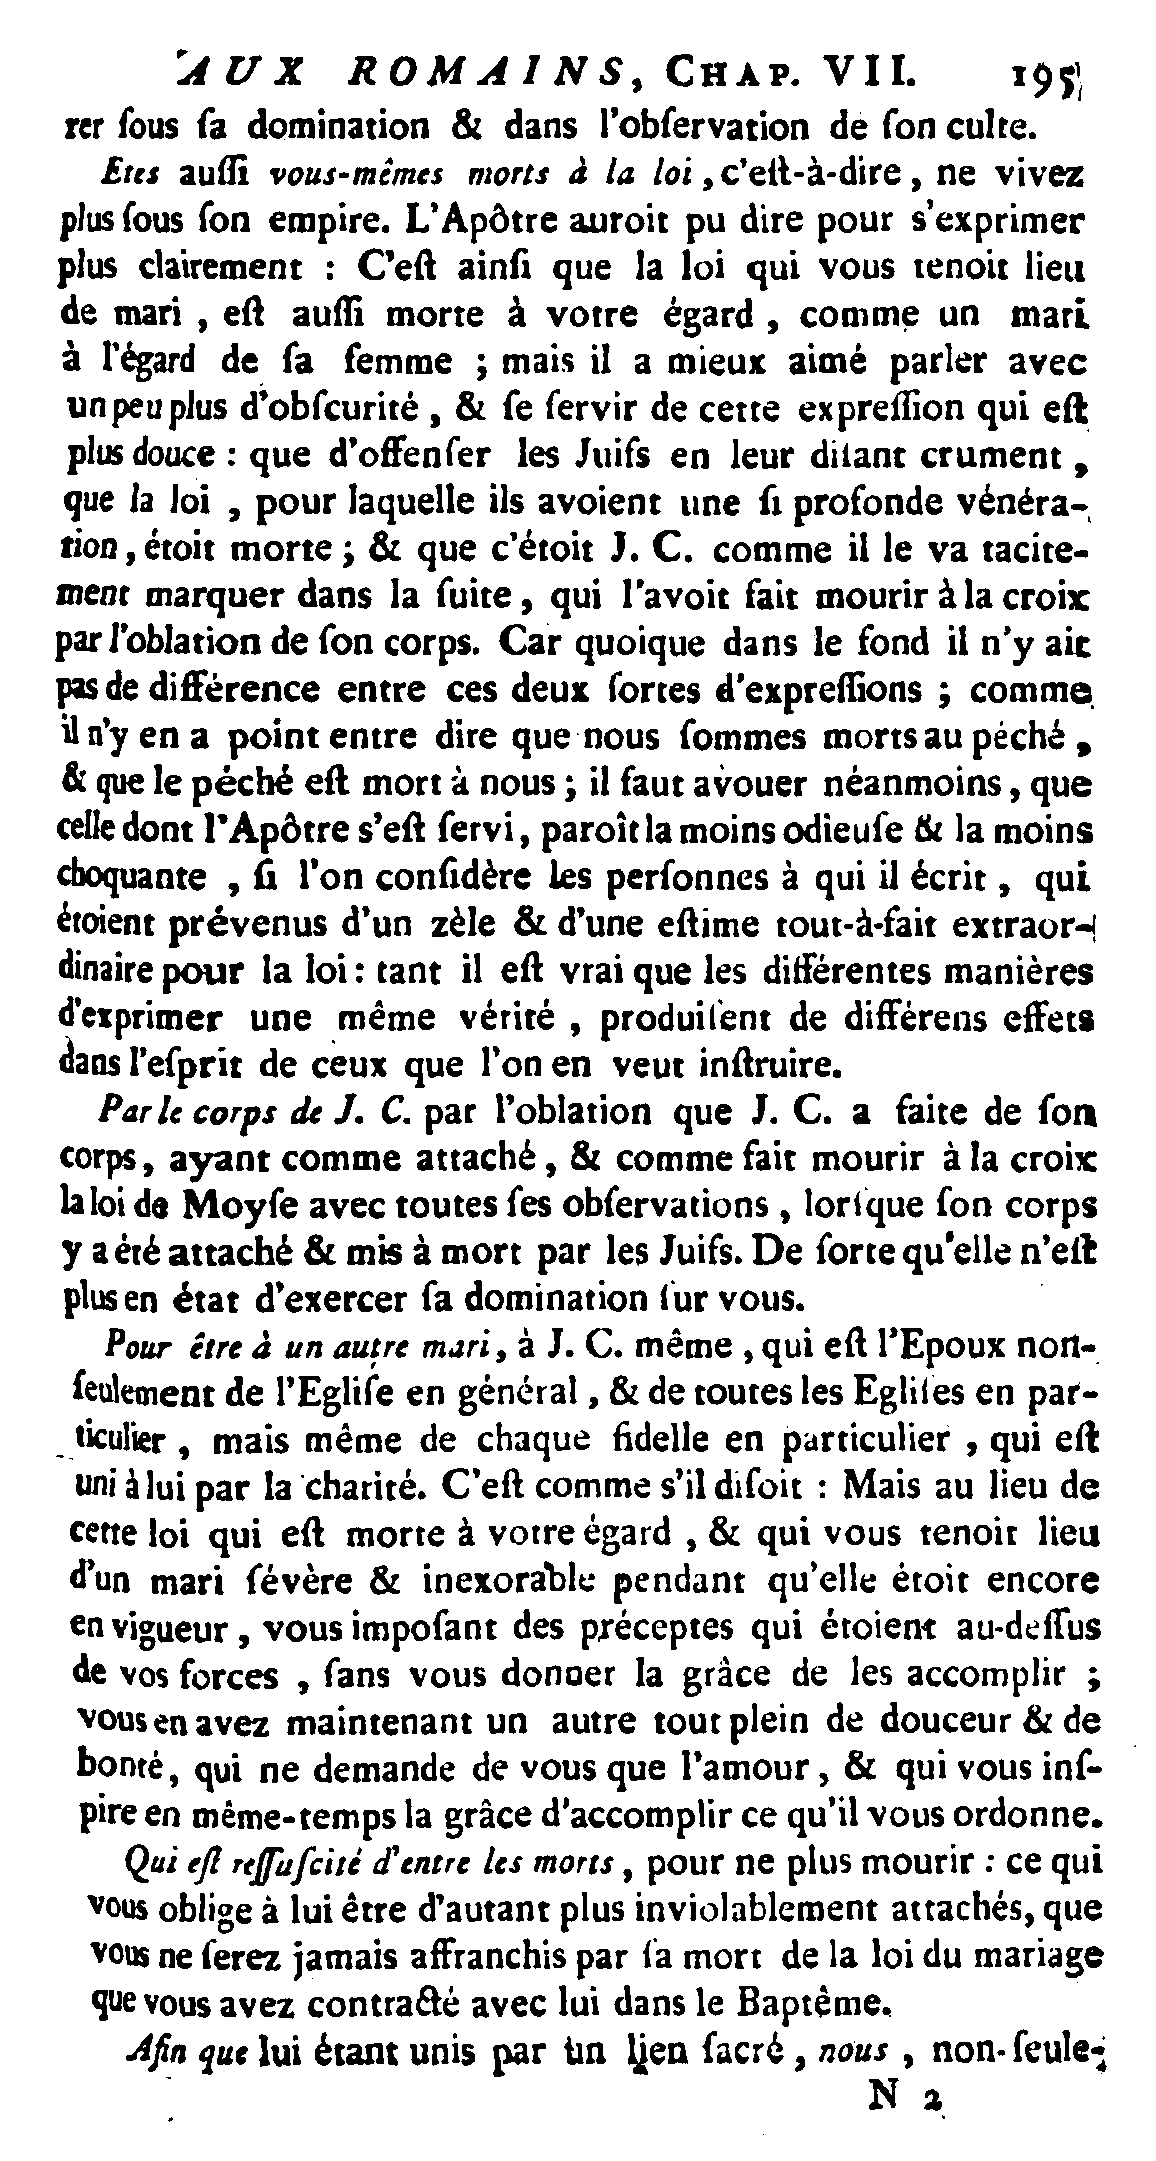 AUX ROMAINS, CHAP. VII. 195
rer ſous ſa domination & dans l'obſervation de ſon culte.
Etes auſſi vous-mêmes morts à la loi, c'eſt-à-dire, ne vivez
plus ſous ſon empire. L'Apôtre auroit pu dire pour s'exprimer
plus clairement : C'eſt ainſi que la loi qui vous tenoit lieu
de mari, eſt auſſi morte à votre égard, comme un mari
à l'égard de ſa femme ; mais il a mieux aimé parler avec
un peu plus d'obſcurité, & ſe ſervir de cette expreſſion qui eſt
plus douce : que d'offenſer les Juifs en leur diſant crument,
que la loi, pour laquelle ils avoient une ſi profonde vénéra-
tion, étoit morte ; & que c'étoit J. C. comme il le va tacite-
ment marquer dans la ſuite, qui l'avoit fait mourir à la croix
par l'oblation de ſon corps. Car quoique dans le fond il n'y ait
pas de différence entre ces deux ſortes d'expreſſions ; comme
il n'y en a point entre dire que nous ſommes morts au péché,
& que le péché eſt mort à nous ; il faut avouer néanmoins, que
celle dont l'Apôtre s'eſt ſervi, paroît la moins odieuſe & la moins
choquante, ſi l'on conſidère les perſonnes à qui il écrit, qui
étoient prévenus d'un zèle & d'une eſtime tout-à-fait extraor-
dinaire pour la loi : tant il eſt vrai que les différentes manières
d'exprimer une même vérité, produiſent de différens effets
dans l'eſprit de ceux que l'on en veut inſtruire.
Par le corps de J. C. par l'oblation que J. C. a faite de ſon
corps, ayant comme attaché, & comme fait mourir à la croix
la loi de Moyſe avec toutes ſes obſervations, lorſque ſon corps
y a été attaché & mis à mort par les Juifs. De ſorte qu'elle n'eſt
plus en état d'exercer ſa domination ſur vous.
Pour être à un autre mari, à J. C. même, qui eſt l'Epoux non-
ſeulement de l'Egliſe en général, & de toutes les Egliſes en par-
ticulier, mais même de chaque fidelle en particulier, qui eſt
uni à lui par la charité. C'eſt comme s'il diſoit : Mais au lieu de
cette loi qui eſt morte à votre égard, & qui vous tenoit lieu
d'un mari ſévère & inexorable pendant qu'elle étoit encore
en vigueur, vous impoſant des préceptes qui étoient au-deſſus
de vos forces, ſans vous donner la grâce de les accomplir ;
vous en avez maintenant un autre tout plein de douceur & de
bonté, qui ne demande de vous que l'amour, & qui vous inſ-
pire en même-temps la grâce d'accomplir ce qu'il vous ordonne.
Qui eſt reſſuſcité d'entre les morts, pour ne plus mourir : ce qui
vous oblige à lui être d'autant plus inviolablement attachés, que
vous ne ſerez jamais affranchis par ſa mort de la loi du mariage
que vous avez contracté avec lui dans le Baptême.
Afin que lui étant unis par un lien ſacré, nous, non-ſeule-
N 2